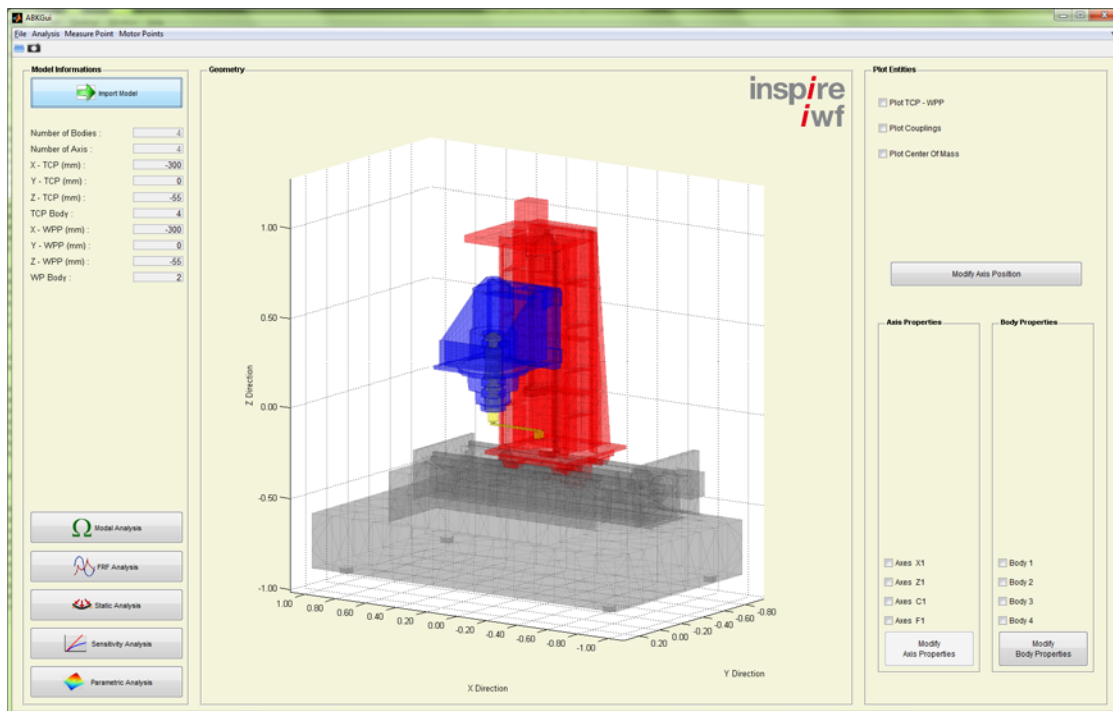 ABKGui
File Analysis Measure Point Motor Points
Model Informations
Import Model
Number of Bodies : 4
Number of Axis : 4
X - TCP (mm) : -300
Y - TCP (mm) : 0
Z - TCP (mm) : -55
TCP Body : 4
X - WPP (mm) : -300
Y - WPP (mm) : 0
Z - WPP (mm) : -55
WP Body : 2
Modal Analysis
FRF Analysis
Static Analysis
Sensitivity Analysis
Parametric Analysis
Geometry
inspire
iwf
1.00
0.50
0.00
-0.50
-1.00
Z Direction
1.00 0.80 0.60 0.40 0.20 0.00 -0.20 -0.40 -0.60 -0.80 -1.00
X Direction
0.20 0.00 -0.20 -0.40 -0.60 -0.80
Y Direction
Plot Entities
Plot TCP - WPP
Plot Couplings
Plot Center Of Mass
Modify Axis Position
Axis Properties
Axes X1
Axes Z1
Axes C1
Axes F1
Modify
Axis Properties
Body Properties
Body 1
Body 2
Body 3
Body 4
Modify
Body Properties